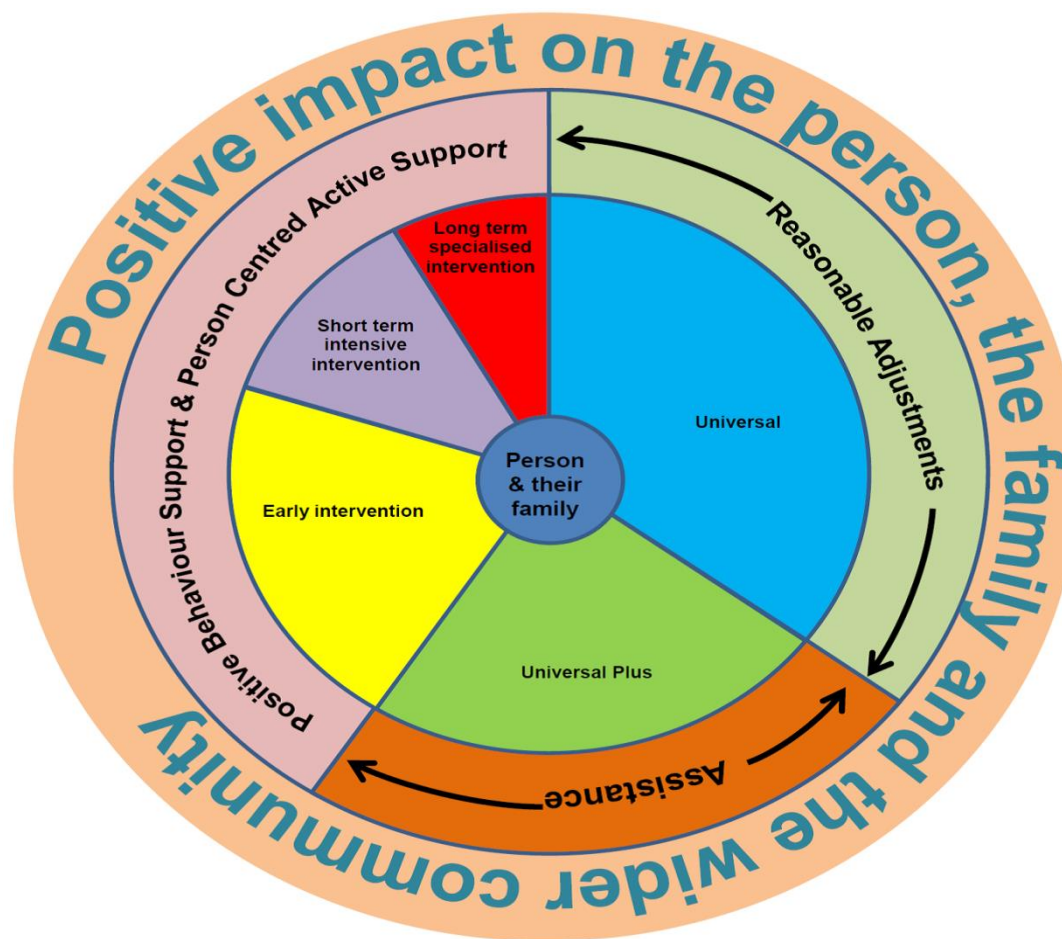 Positive impact on the person, the family and the wider community
Positive Behaviour Support & Person Centred Active Support
Reasonable Adjustments
Assistance
Long term
specialised
intervention
Short term
intensive
intervention
Universal
Early intervention
Universal Plus
Person
& their
family